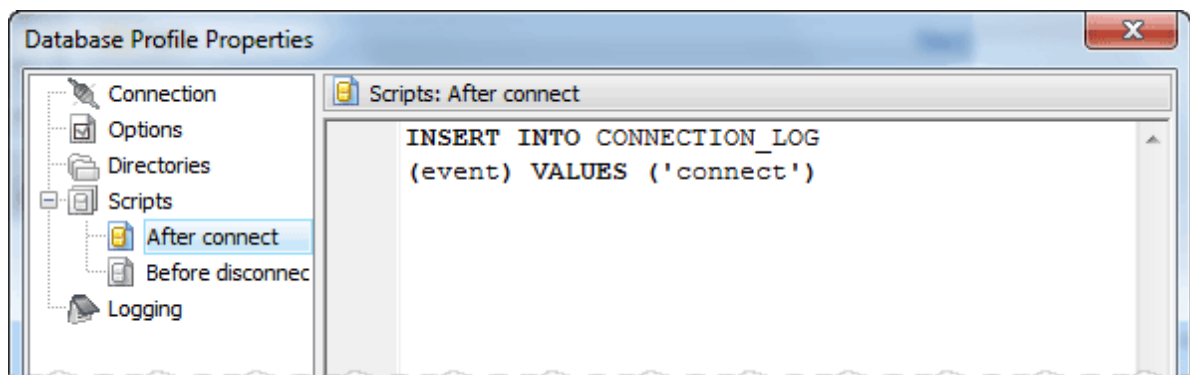 Database Profile Properties
Connection
Options
Directories
Scripts
After connect
Before disconnec
Logging
Scripts: After connect
INSERT INTO CONNECTION_LOG
(event) VALUES ('connect')